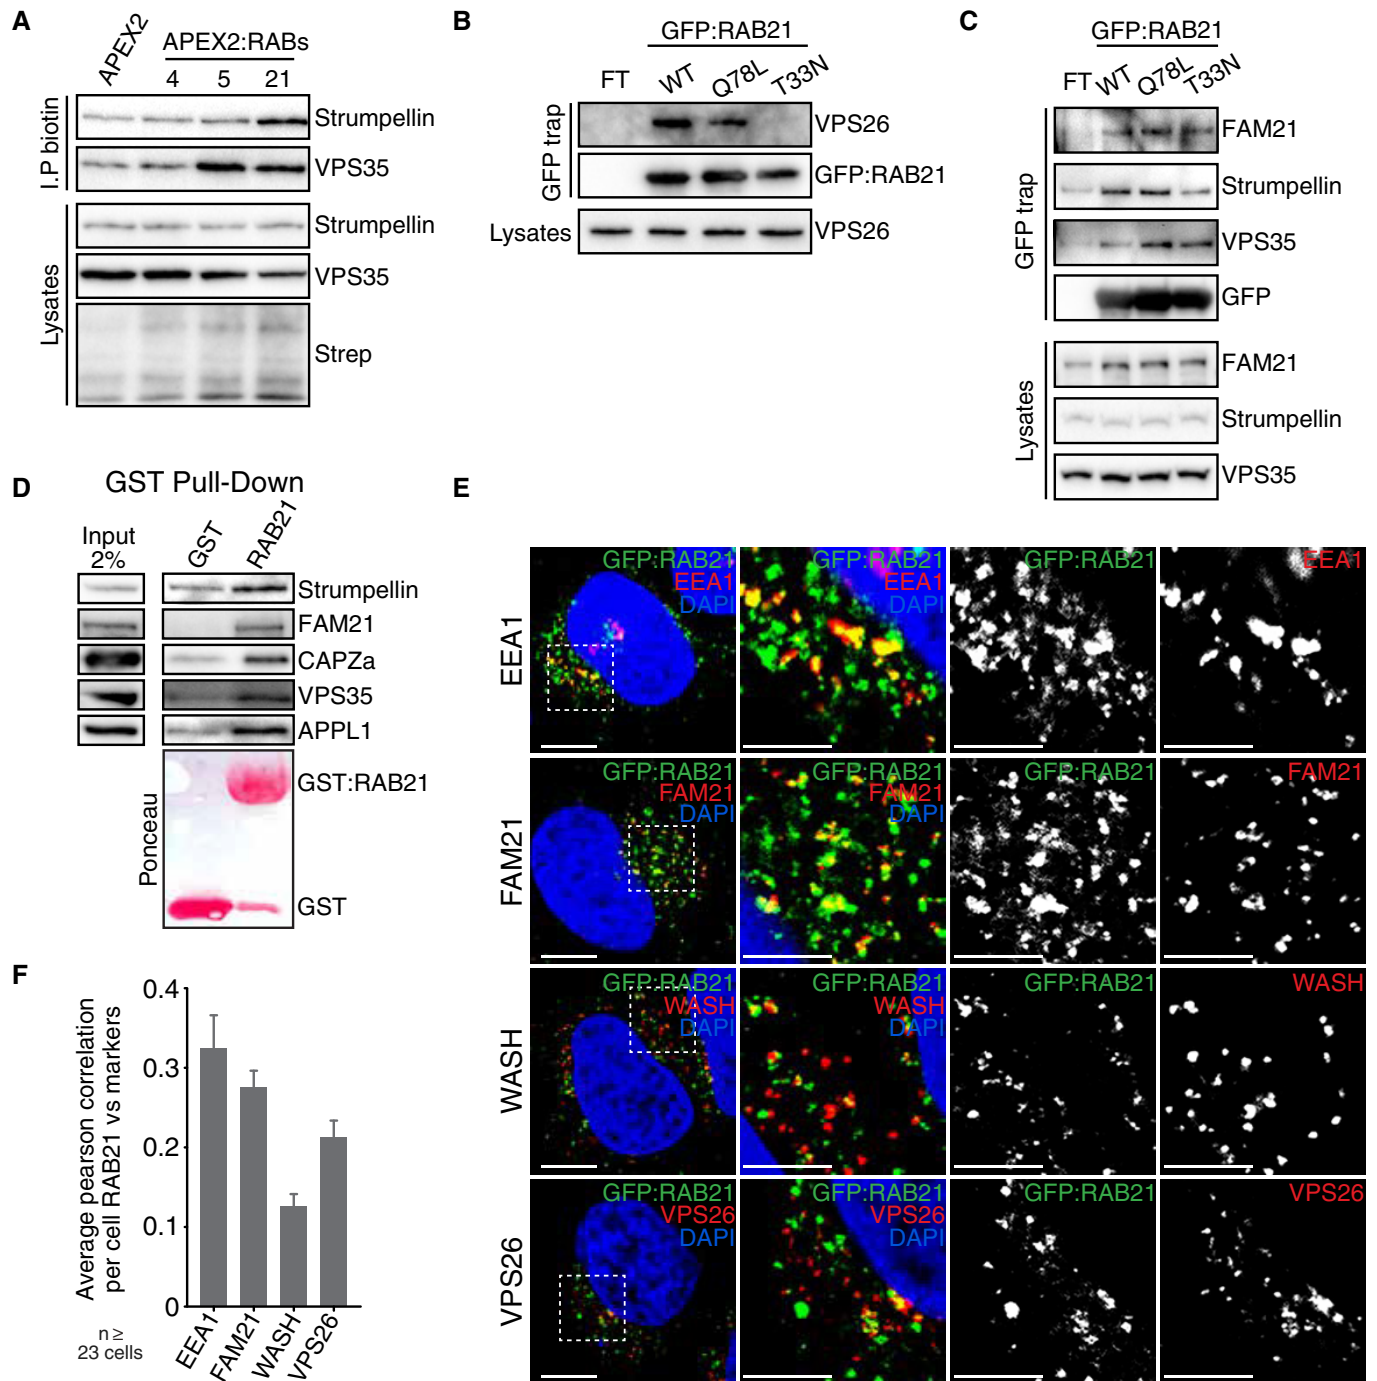 A
APEX2
APEX2:RABs
4 5 21
I.P biotin
Strumpellin
VPS35
Lysates
Strumpellin
VPS35
Strep
B
GFP:RAB21
FT WT Q78L T33N
GFP trap
VPS26
GFP:RAB21
Lysates
VPS26
C
GFP:RAB21
FT WT Q78L T33N
GFP trap
FAM21
Strumpellin
VPS35
GFP
Lysates
FAM21
Strumpellin
VPS35
D
GST Pull-Down
Input
2%
GST RAB21
Strumpellin
FAM21
CAPZa
VPS35
APPL1
Ponceau
GST:RAB21
GST
E
EEA1
GFP:RAB21
EEA1
DAPI
GFP:RAB21
EEA1
DAPI
GFP:RAB21
EEA1
FAM21
GFP:RAB21
FAM21
DAPI
GFP:RAB21
FAM21
DAPI
GFP:RAB21
FAM21
WASH
GFP:RAB21
WASH
DAPI
GFP:RAB21
WASH
DAPI
GFP:RAB21
WASH
VPS26
GFP:RAB21
VPS26
DAPI
GFP:RAB21
VPS26
DAPI
GFP:RAB21
VPS26
F
Average pearson correlation
per cell RAB21 vs markers
0.4
0.3
0.2
0.1
0
EEA1 FAM21 WASH VPS26
n ≥
23 cells